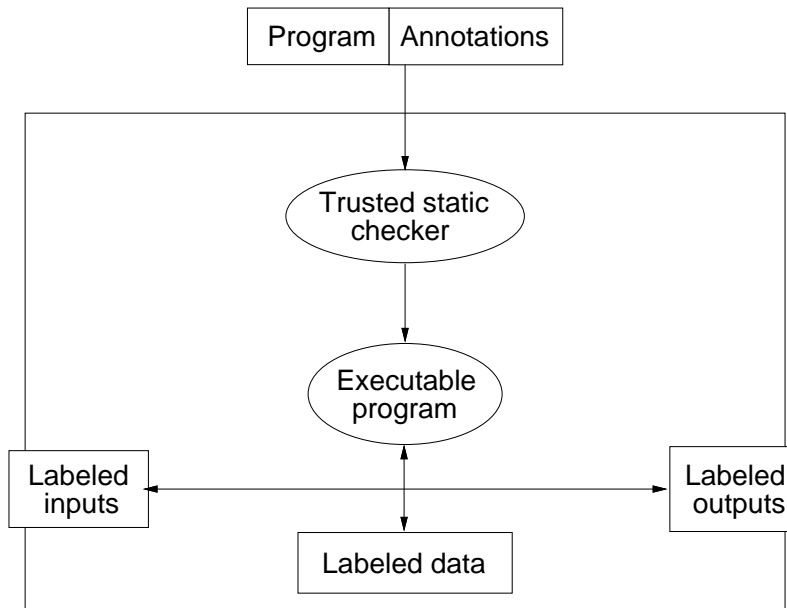 Program Annotations
Trusted static
checker
Executable
program
Labeled
inputs
Labeled
outputs
Labeled data